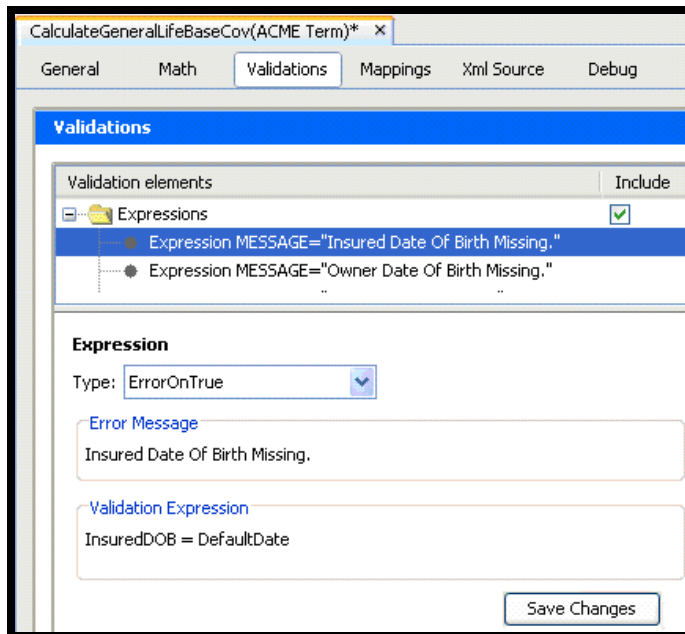 CalculateGeneralLifeBaseCov(ACME Term)*
General Math Validations Mappings Xml Source Debug
Validations
Validation elements Include
Expressions
Expression MESSAGE="Insured Date Of Birth Missing."
Expression MESSAGE="Owner Date Of Birth Missing."
Expression
Type: ErrorOnTrue
Error Message
Insured Date Of Birth Missing.
Validation Expression
InsuredDOB = DefaultDate
Save Changes